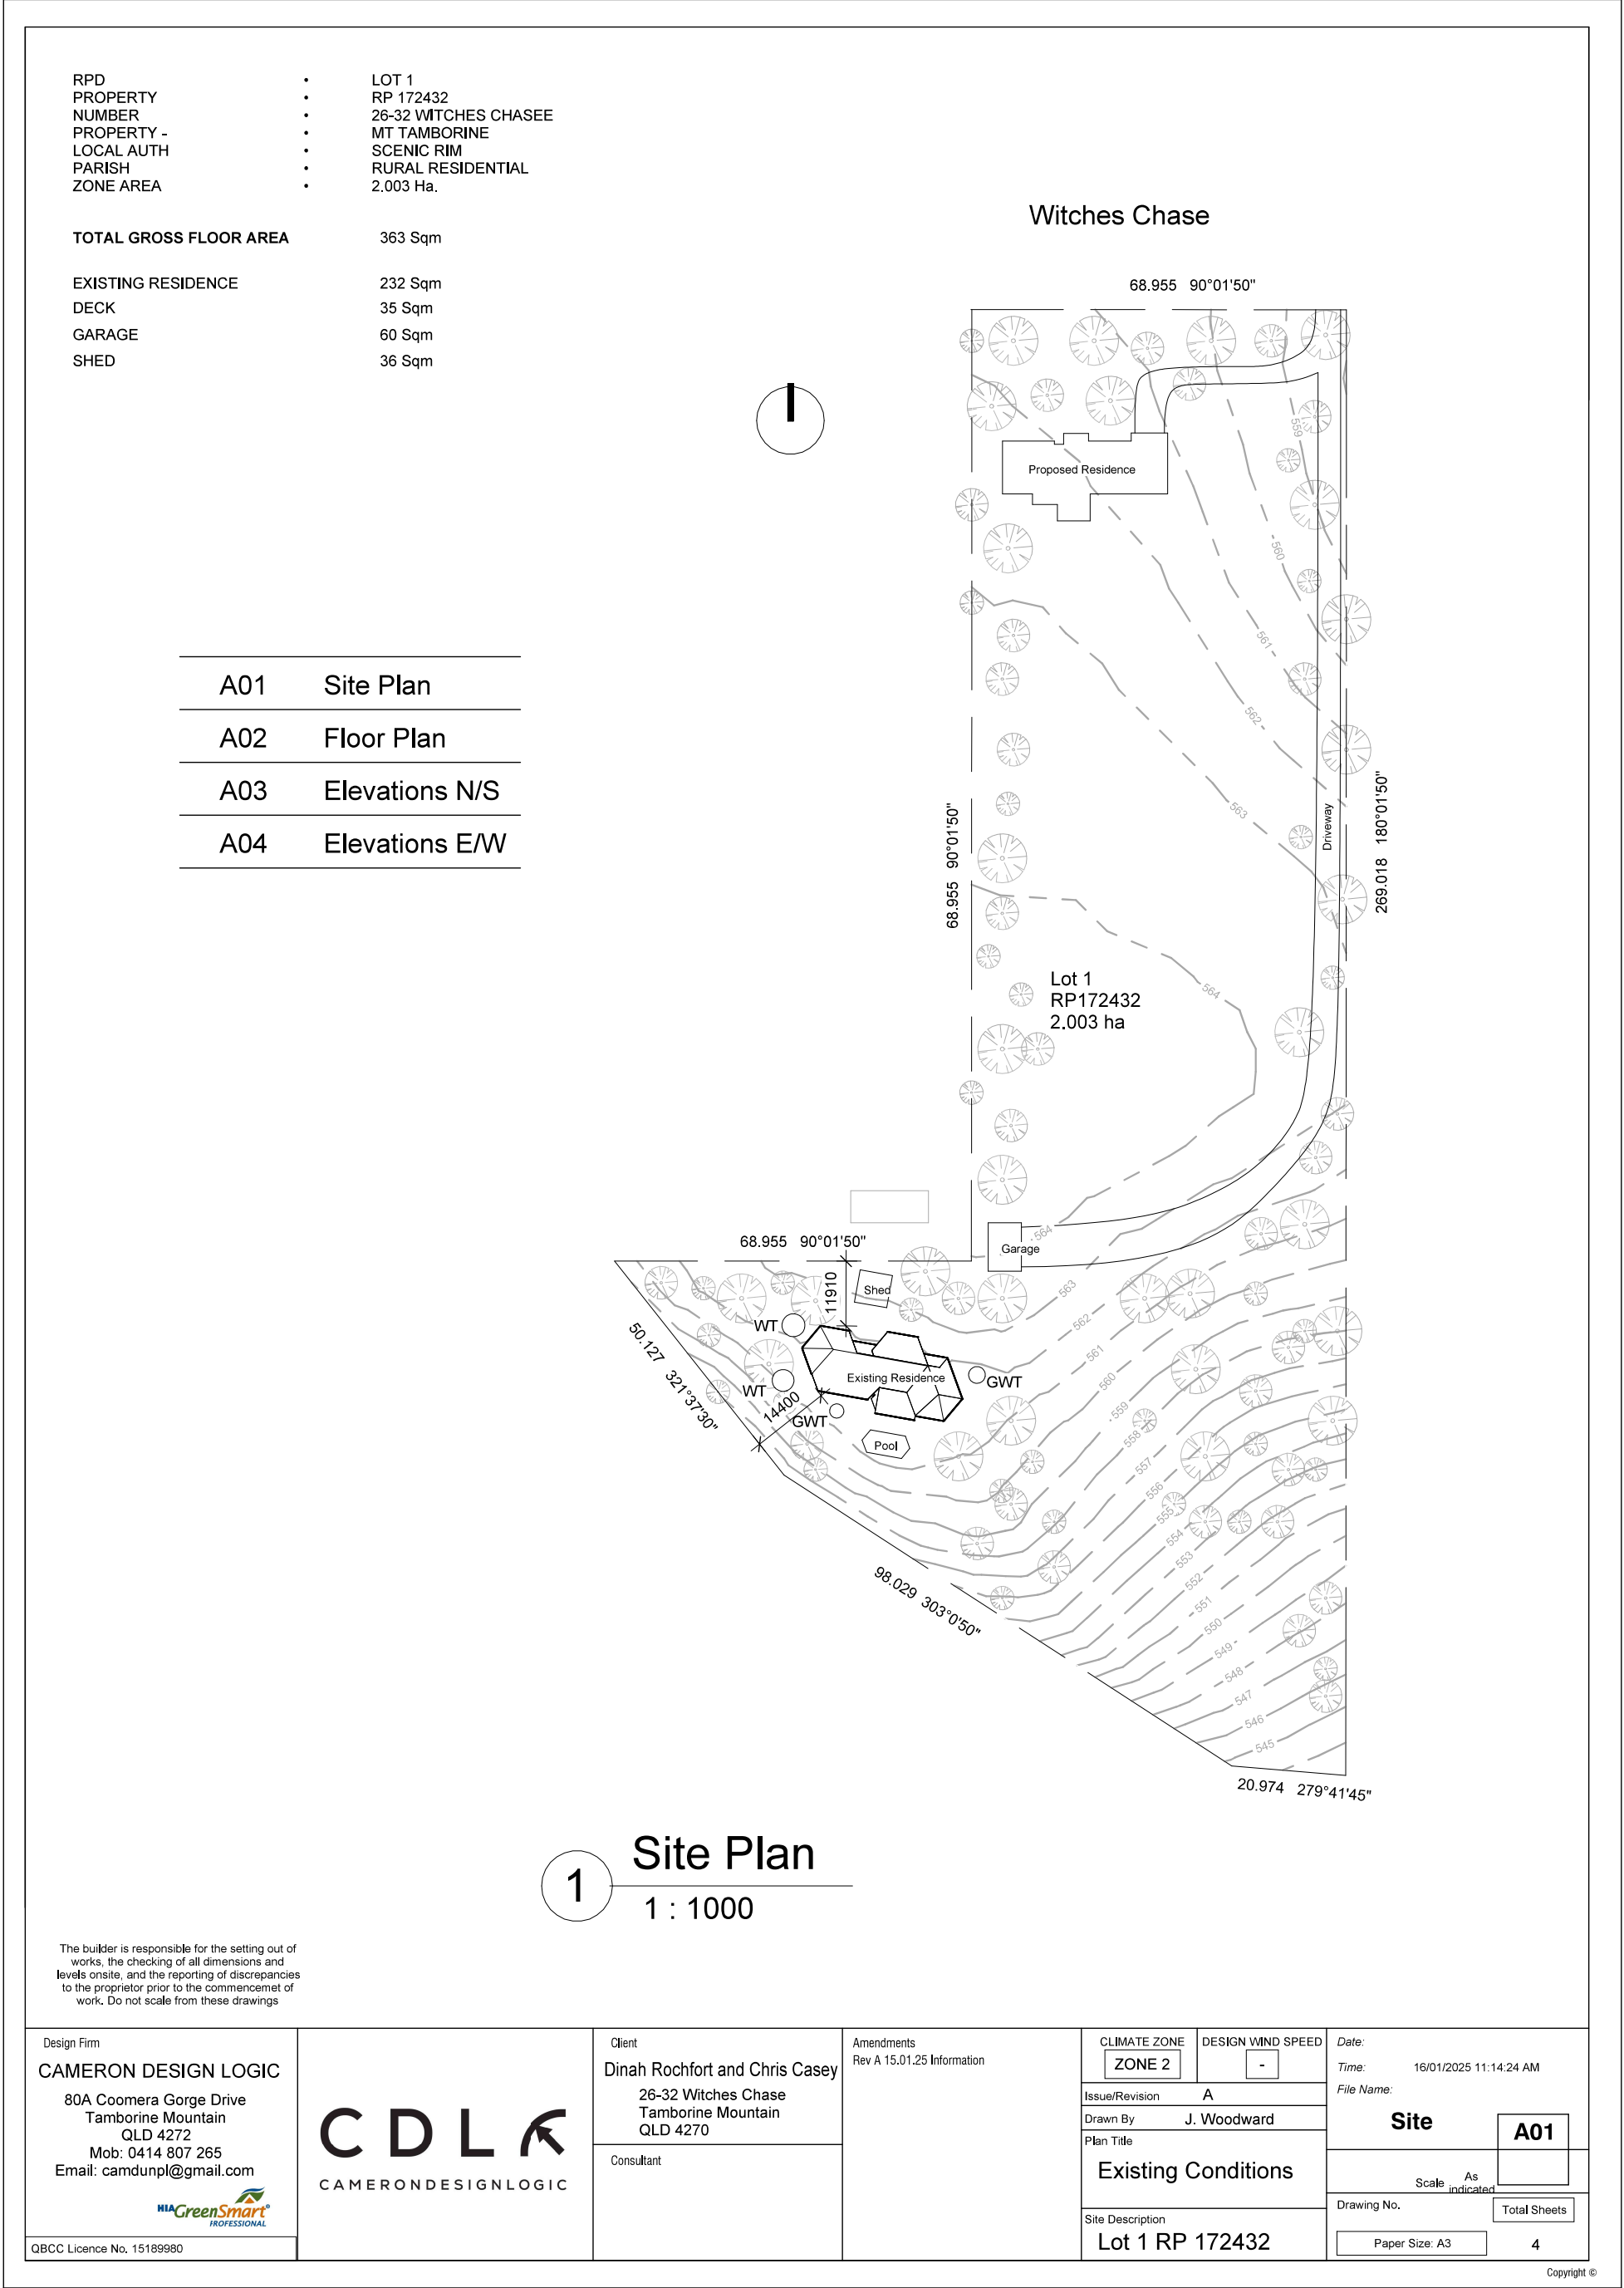 RPD • LOT 1
PROPERTY • RP 172432
NUMBER • 26-32 WITCHES CHASEE
PROPERTY - • MT TAMBORINE
LOCAL AUTH • SCENIC RIM
PARISH • RURAL RESIDENTIAL
ZONE AREA • 2.003 Ha.
TOTAL GROSS FLOOR AREA 363 Sqm
EXISTING RESIDENCE 232 Sqm
DECK 35 Sqm
GARAGE 60 Sqm
SHED 36 Sqm
A01 Site Plan
A02 Floor Plan
A03 Elevations N/S
A04 Elevations E/W
Witches Chase
68.955 90°01'50"
Proposed Residence
559
560
561
562
563
Driveway
68.955 90°01'50"
269.018 180°01'50"
564
Lot 1
RP172432
2.003 ha
68.955 90°01'50"
564
Garage
11910
Shed
563
562
561
560
559
558
557
556
555
554
553
552
551
550
549
548
547
546
545
WT
50.127 321°37'30"
Existing Residence
GWT
WT
14400
GWT
Pool
98.029 303°0'50"
20.974 279°41'45"
1
Site Plan
1 : 1000
The builder is responsible for the setting out of
works, the checking of all dimensions and
levels onsite, and the reporting of discrepancies
to the proprietor prior to the commencemet of
work. Do not scale from these drawings
Design Firm
CAMERON DESIGN LOGIC
80A Coomera Gorge Drive
Tamborine Mountain
QLD 4272
Mob: 0414 807 265
Email: camdunpl@gmail.com
HIA GreenSmart
PROFESSIONAL
QBCC Licence No. 15189980
CDL
CAMERONDESIGNLOGIC
Client
Dinah Rochfort and Chris Casey
26-32 Witches Chase
Tamborine Mountain
QLD 4270
Consultant
Amendments
Rev A 15.01.25 Information
CLIMATE ZONE
ZONE 2
DESIGN WIND SPEED
-
Issue/Revision A
Drawn By J. Woodward
Plan Title
Existing Conditions
Site Description
Lot 1 RP 172432
Date:
Time: 16/01/2025 11:14:24 AM
File Name:
Site
A01
Scale As indicated
Drawing No.
Total Sheets
Paper Size: A3
4
Copyright ©